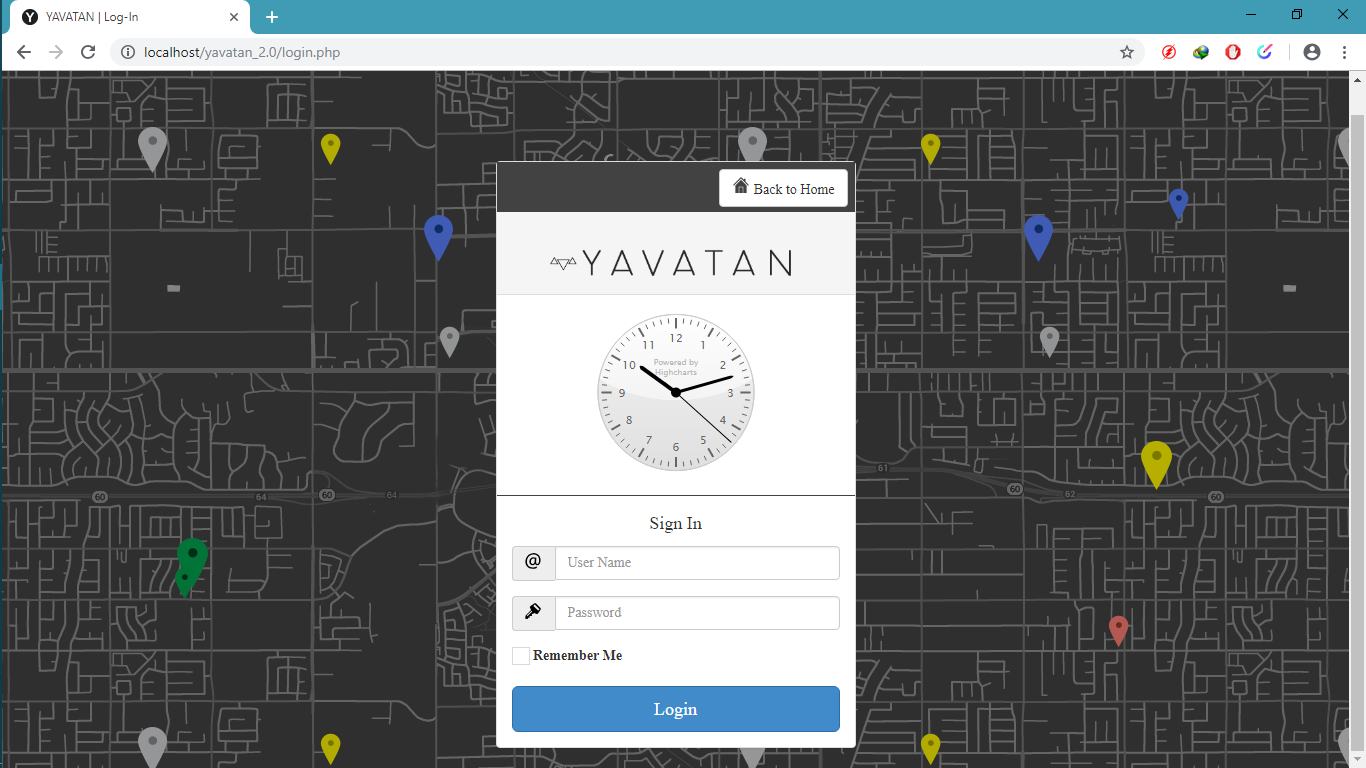 YAVATAN | Log-In
localhost/yavatan_2.0/login.php
Back to Home
YAVATAN
12
11
1
10
2
Powered by
Highcharts
9
3
8
4
7
5
6
61
60
64
60
64
60
62
60
Sign In
@
User Name
Password
Remember Me
Login